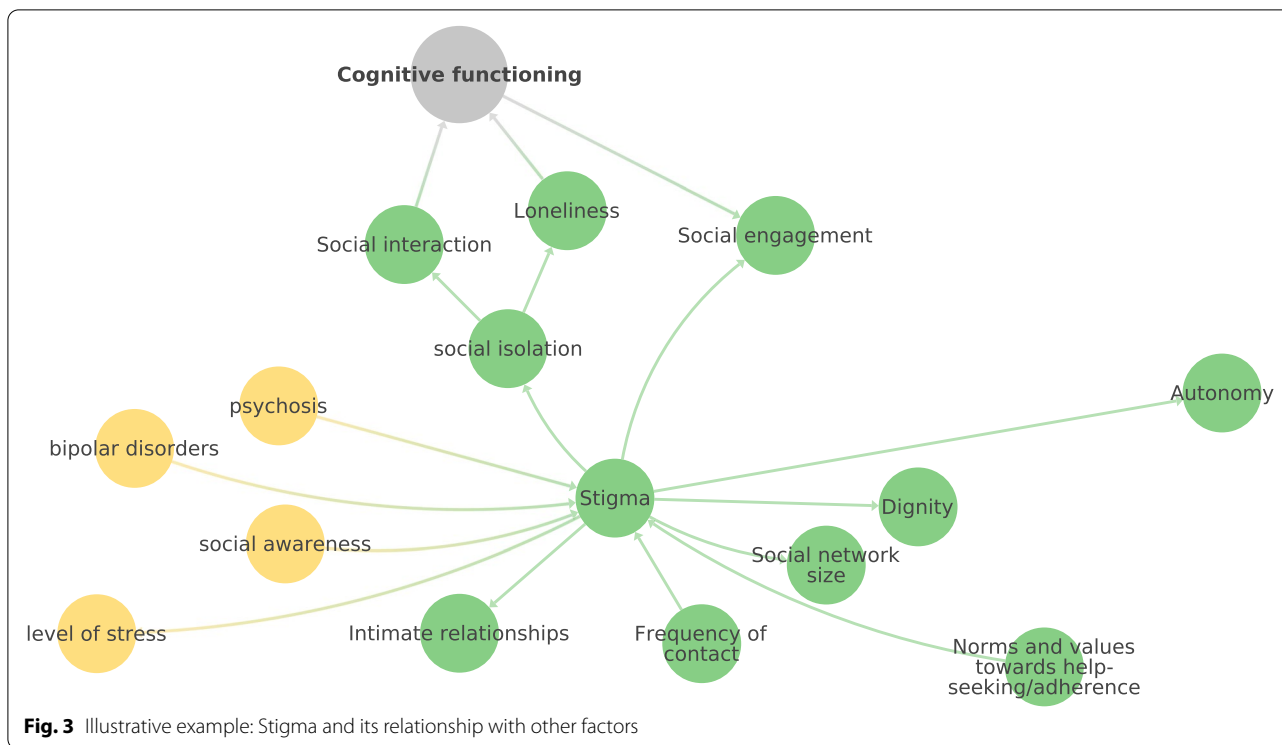 Cognitive functioning
Loneliness
Social interaction
Social engagement
social isolation
Autonomy
psychosis
bipolar disorders
Stigma
Dignity
social awareness
Social network
size
level of stress
Intimate relationships
Frequency of
contact
Norms and values
towards help-
seeking/adherence
Fig. 3 Illustrative example: Stigma and its relationship with other factors